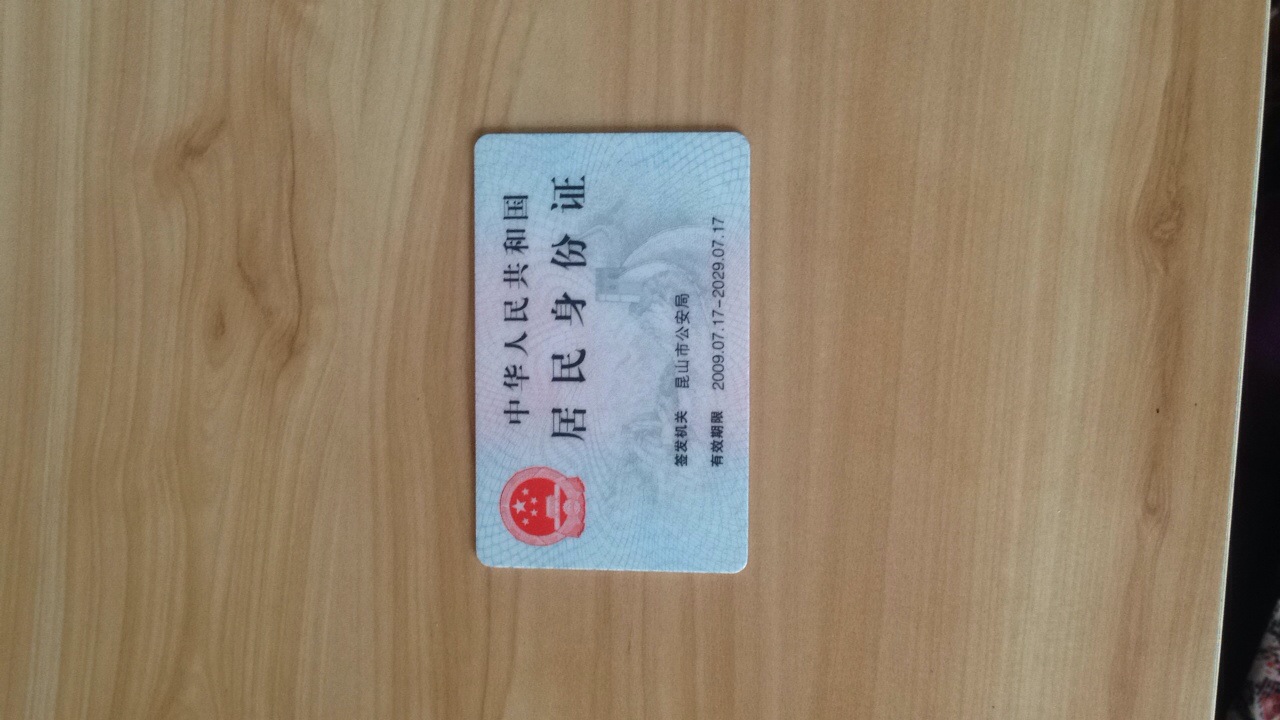 中华人民共和国
居民身份证
签发机关 昆山市公安局
有效期限 2009.07.17-2029.07.17